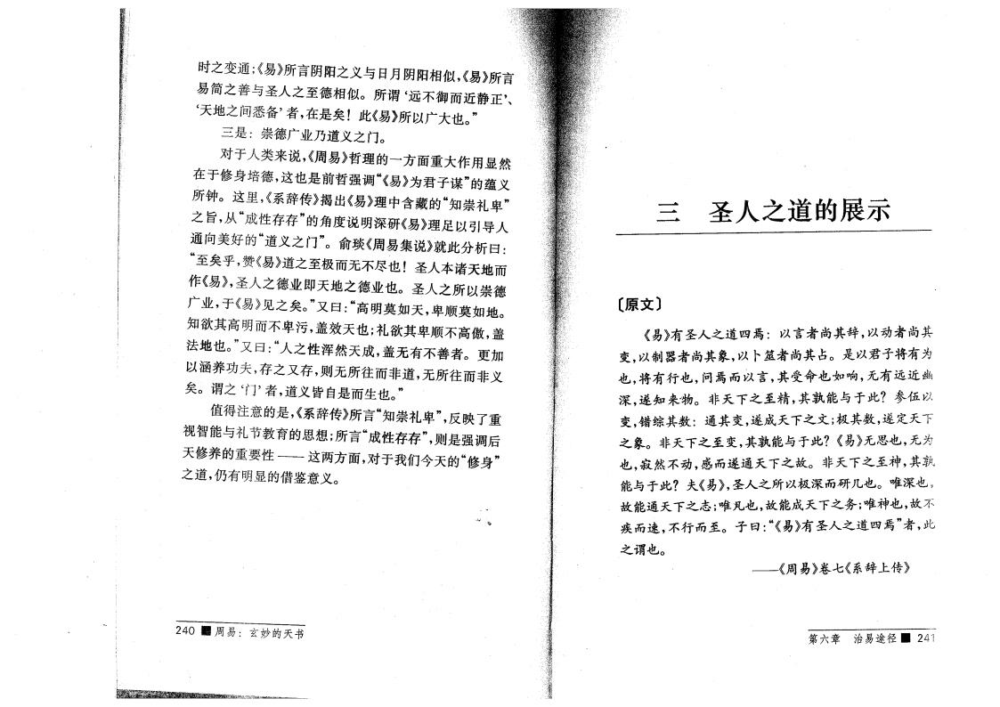 时之变通;《易》所言阴阳之义与日月阴阳相似,《易》所言
易简之善与圣人之至德相似。所谓‘远不御而近静正’、
‘天地之间悉备’者,在是矣!此《易》所以广大也。”
三是:崇德广业乃道义之门。
对于人类来说,《周易》哲理的一方面重大作用显然
在于修身培德,这也是前哲强调“《易》为君子谋”的蕴义
所钟。这里,《系辞传》揭出《易》理中含藏的“知崇礼卑”
之旨,从“成性存存”的角度说明深研《易》理足以引导人
通向美好的“道义之门”。俞琰《周易集说》就此分析曰:
“至矣乎,赞《易》道之至极而无不尽也!圣人本诸天地而
作《易》,圣人之德业即天地之德业也。圣人之所以崇德
广业,于《易》见之矣。”又曰:“高明莫如天,卑顺莫如地。
知欲其高明而不卑污,盖效天也;礼欲其卑顺不高傲,盖
法地也。”又曰:“人之性浑然天成,盖无有不善者。更加
以涵养功夫,存之又存,则无所往而非道,无所往而非义
矣。谓之‘门’者,道义皆自是而生也。”
值得注意的是,《系辞传》所言“知崇礼卑”,反映了重
视智能与礼节教育的思想;所言“成性存存”,则是强调后
天修养的重要性——这两方面,对于我们今天的“修身”
之道,仍有明显的借鉴意义。
240 ■ 周易:玄妙的天书
三 圣人之道的展示
〔原文〕
《易》有圣人之道四焉:以言者尚其辞,以动者尚其
变,以制器者尚其象,以卜筮者尚其占。是以君子将有为
也,将有行也,问焉而以言,其受命也如响,无有远近幽
深,遂知来物。非天下之至精,其孰能与于此?参伍以
变,错综其数:通其变,遂成天下之文;极其数,遂定天下
之象。非天下之至变,其孰能与于此?《易》无思也,无为
也,寂然不动,感而遂通天下之故。非天下之至神,其孰
能与于此?夫《易》,圣人之所以极深而研几也。唯深也,
故能通天下之志;唯几也,故能成天下之务;唯神也,故不
疾而速,不行而至。子曰:“《易》有圣人之道四焉”者,此
之谓也。
——《周易》卷七《系辞上传》
第六章 治易途径 ■ 241